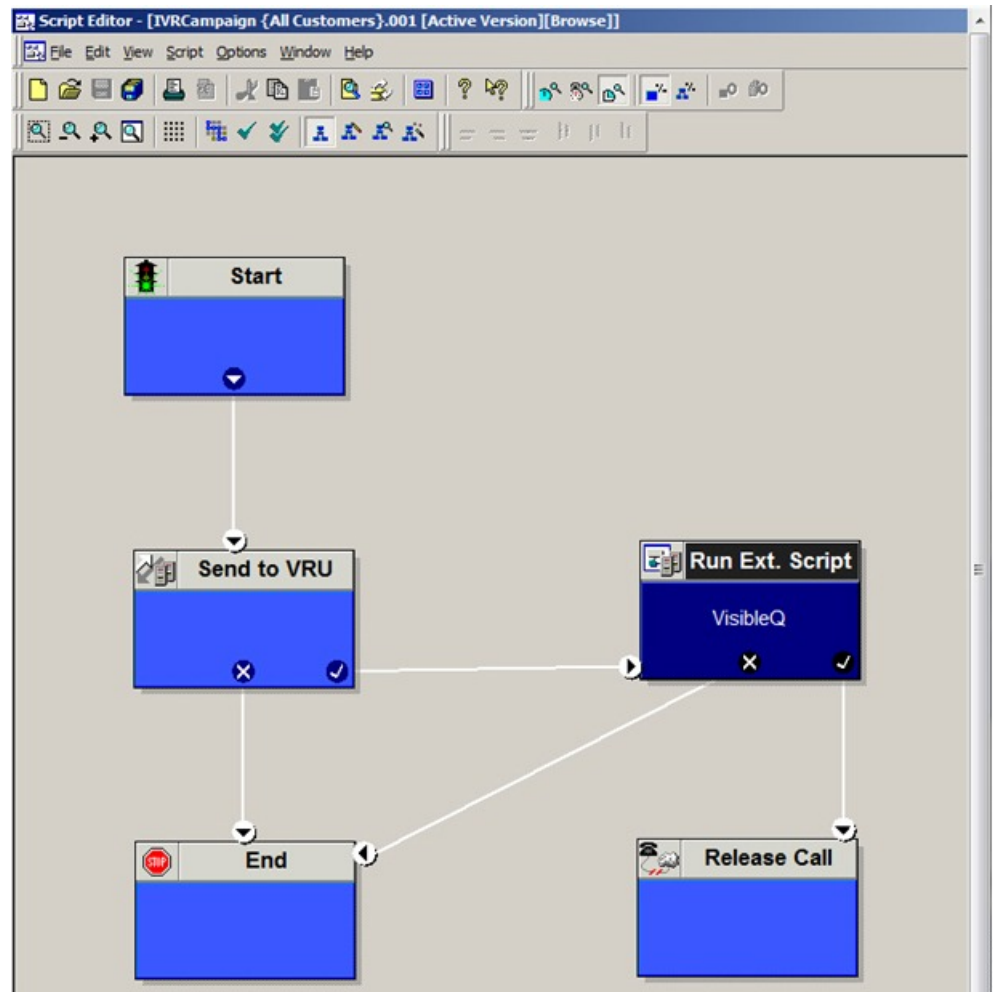 Script Editor - [IVRCampaign {All Customers}.001 [Active Version][Browse]]
File Edit View Script Options Window Help
Start
Send to VRU
Run Ext. Script
VisibleQ
STOP
End
Release Call